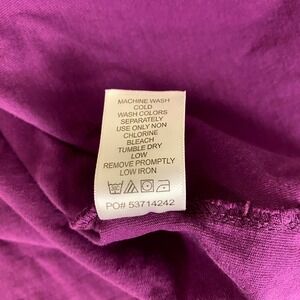 MACHINE WASH
COLD
WASH COLORS
SEPARATELY
USE ONLY NON
CHLORINE
BLEACH
TUMBLE DRY
LOW
REMOVE PROMPTLY
LOW IRON
PO# 53714242